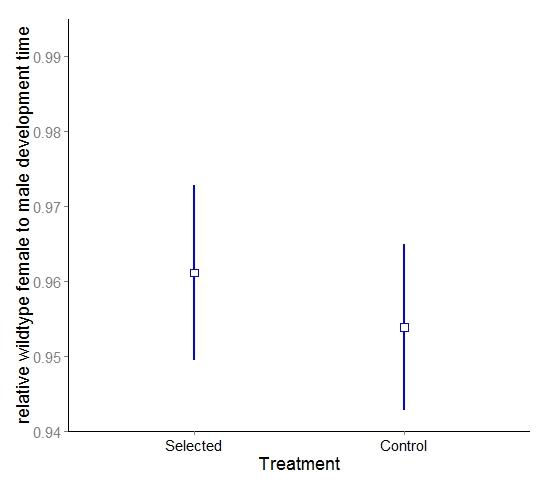 relative wildtype female to male development time
0.99
0.98
0.97
0.96
0.95
0.94
Selected Control
Treatment